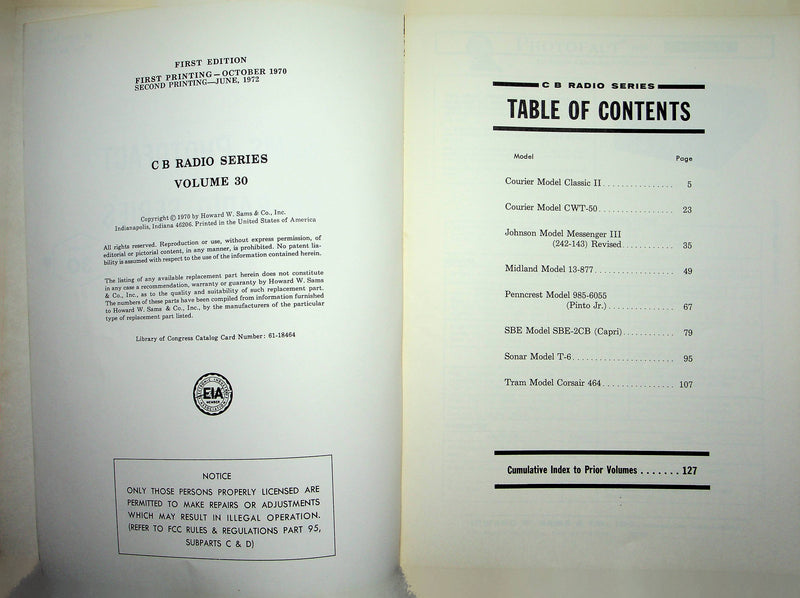 FIRST EDITION
FIRST PRINTING—OCTOBER 1970
SECOND PRINTING—JUNE, 1972
CB RADIO SERIES
VOLUME 30
Copyright © 1970 by Howard W. Sams & Co., Inc.
Indianapolis, Indiana 46206. Printed in the United States of America
All rights reserved. Reproduction or use, without express permission, of
editorial or pictorial content, in any manner, is prohibited. No patent lia-
bility is assumed with respect to the use of the information contained herein.
The listing of any available replacement part herein does not constitute
in any case a recommendation, warranty or guaranty by Howard W. Sams
& Co., Inc., as to the quality and suitability of such replacement part.
The numbers of these parts have been compiled from information furnished
to Howard W. Sams & Co., Inc., by the manufacturers of the particular
type of replacement part listed.
Library of Congress Catalog Card Number: 61-18464
EIA
MEMBER
NOTICE
ONLY THOSE PERSONS PROPERLY LICENSED ARE
PERMITTED TO MAKE REPAIRS OR ADJUSTMENTS
WHICH MAY RESULT IN ILLEGAL OPERATION.
(REFER TO FCC RULES & REGULATIONS PART 95,
SUBPARTS C & D)
CB RADIO SERIES
TABLE OF CONTENTS
Model Page
Courier Model Classic II............... 5
Courier Model CWT-50............... 23
Johnson Model Messenger III
(242-143) Revised........... 35
Midland Model 13-877............... 49
Penncrest Model 985-6055
(Pinto Jr.)............. 67
SBE Model SBE-2CB (Capri)........... 79
Sonar Model T-6.................... 95
Tram Model Corsair 464.............. 107
Cumulative Index to Prior Volumes ....... 127